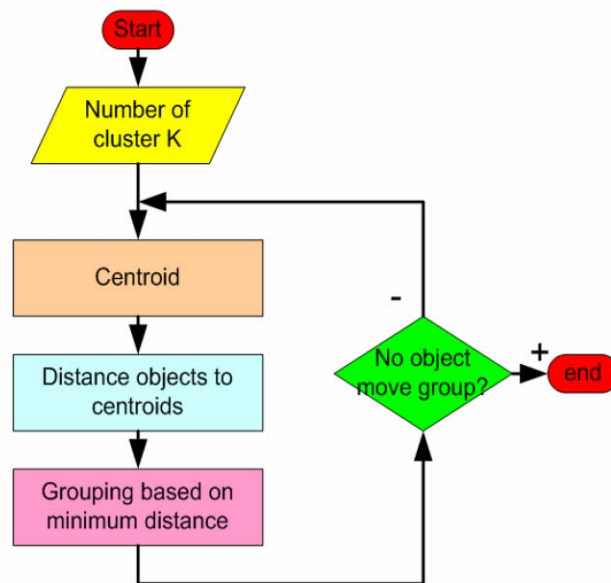 Start
Number of
cluster K
Centroid
Distance objects to
centroids
Grouping based on
minimum distance
-
No object
move group?
+
end